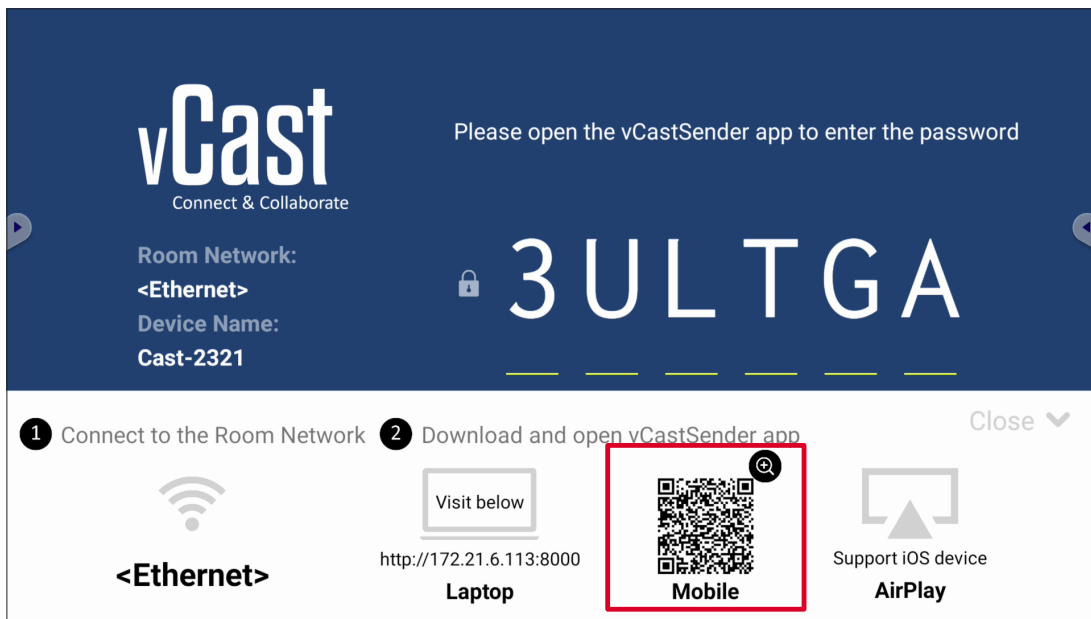 vCast
Connect & Collaborate
Please open the vCastSender app to enter the password
Room Network:
<Ethernet>
Device Name:
Cast-2321
3ULTGA
1 Connect to the Room Network
2 Download and open vCastSender app
Close
<Ethernet>
Visit below
http://172.21.6.113:8000
Laptop
Mobile
Support iOS device
AirPlay